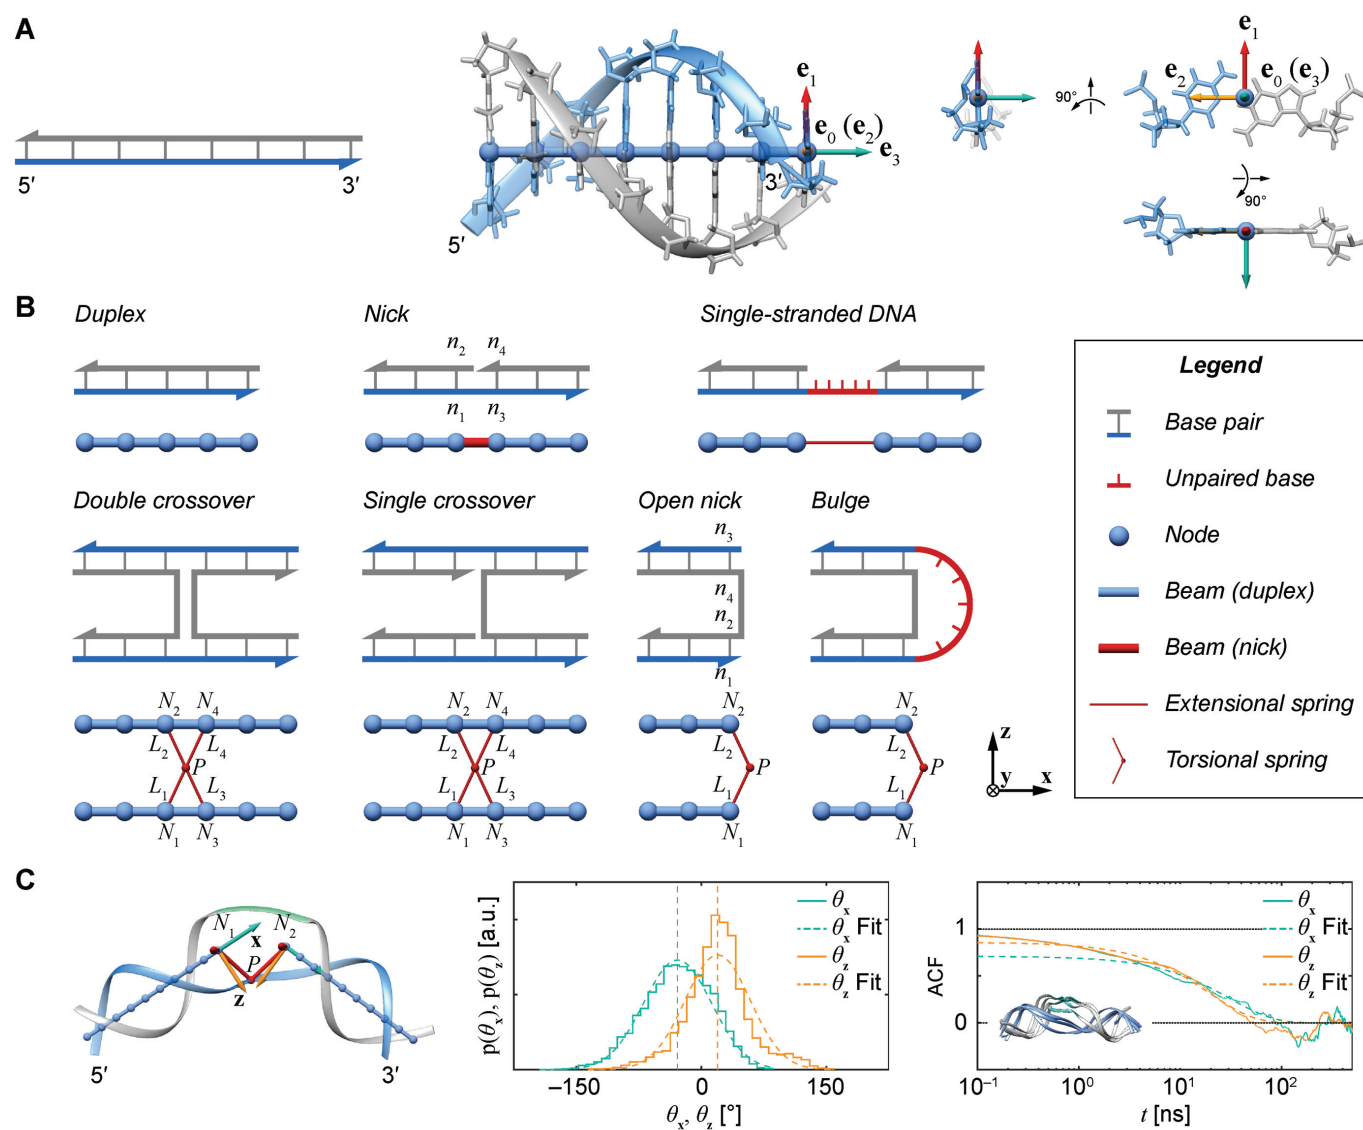 A
5′ 3′
5′
3′
e1
e0 (e2)
e3
90°
e1
e2
e0 (e3)
90°
B
Duplex
Nick
Single-stranded DNA
n2 n4
n1 n3
Double crossover
Single crossover
Open nick
Bulge
n3
n4
n2
n1
N2 N4
L2 L4
P
L1 L3
N1 N3
N2 N4
L2 L4
P
L1 L3
N1 N3
N2
L2
P
L1
N1
N2
L2
P
L1
N1
z
y x
Legend
Base pair
Unpaired base
Node
Beam (duplex)
Beam (nick)
Extensional spring
Torsional spring
C
N1 N2
x
P
z
5′ 3′
p(θx), p(θz) [a.u.]
θx
θx Fit
θz
θz Fit
−150 0 150
θx, θz [°]
ACF
1
0
θx
θx Fit
θz
θz Fit
10−1 100 101 102
t [ns]